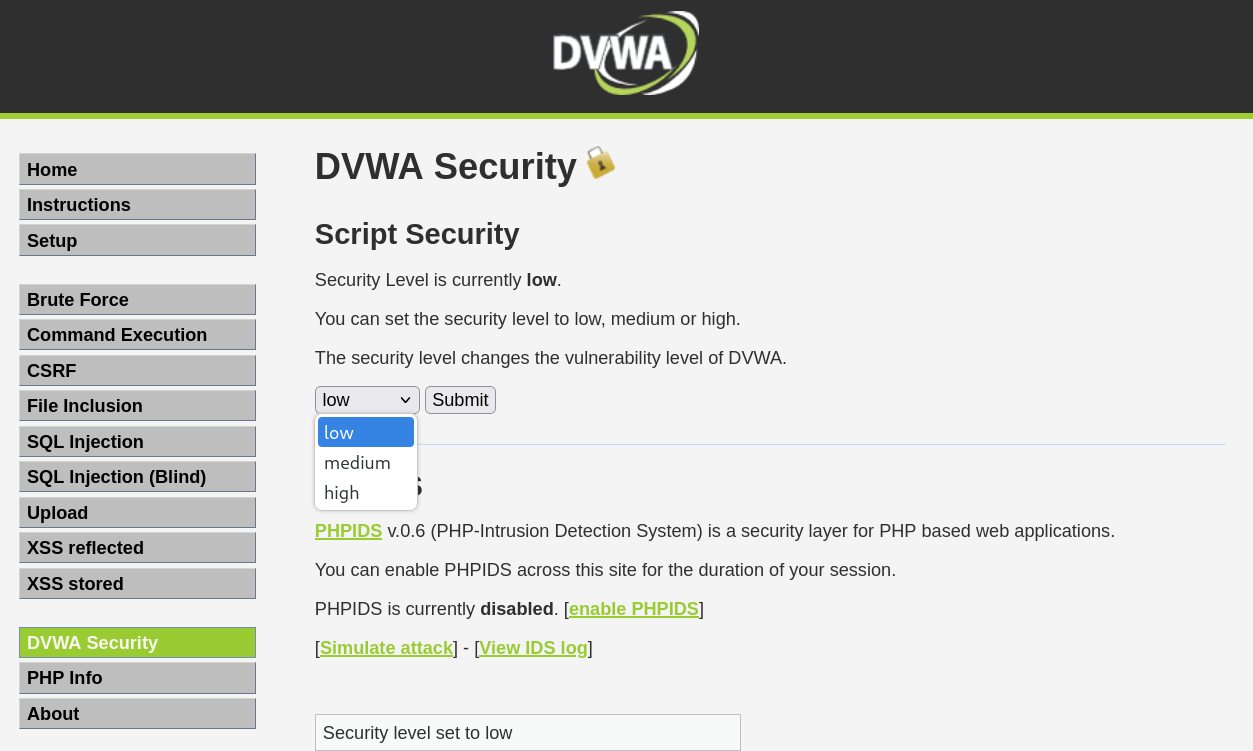 DVWA
Home
Instructions
Setup
Brute Force
Command Execution
CSRF
File Inclusion
SQL Injection
SQL Injection (Blind)
Upload
XSS reflected
XSS stored
DVWA Security
PHP Info
About
DVWA Security
Script Security
Security Level is currently low.
You can set the security level to low, medium or high.
The security level changes the vulnerability level of DVWA.
low Submit
low
medium
high
PHPIDS v.0.6 (PHP-Intrusion Detection System) is a security layer for PHP based web applications.
You can enable PHPIDS across this site for the duration of your session.
PHPIDS is currently disabled. [enable PHPIDS]
[Simulate attack] - [View IDS log]
Security level set to low